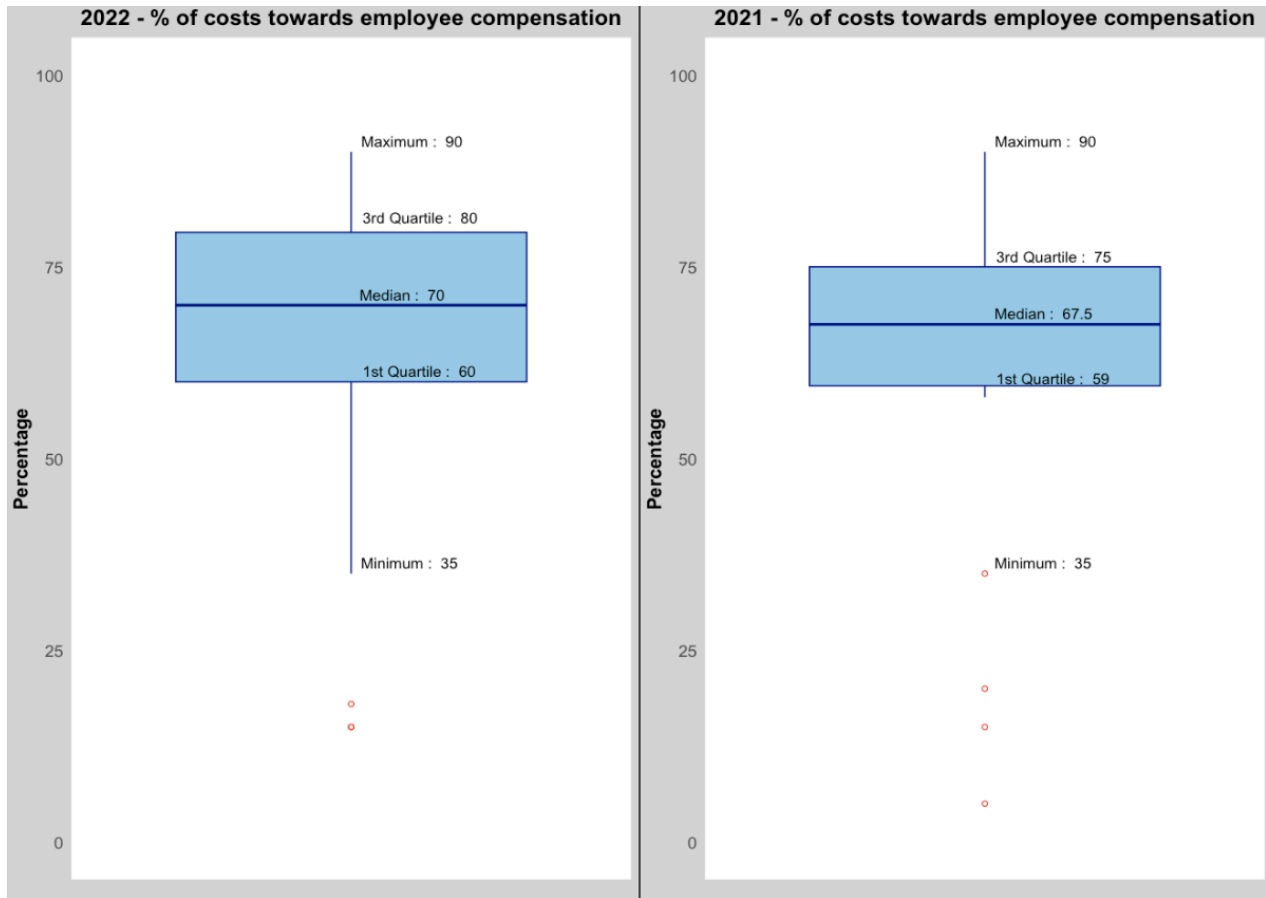 2022 - % of costs towards employee compensation
100
75
50
25
0
Percentage
Maximum : 90
3rd Quartile : 80
Median : 70
1st Quartile : 60
Minimum : 35
2021 - % of costs towards employee compensation
100
75
50
25
0
Percentage
Maximum : 90
3rd Quartile : 75
Median : 67.5
1st Quartile : 59
Minimum : 35